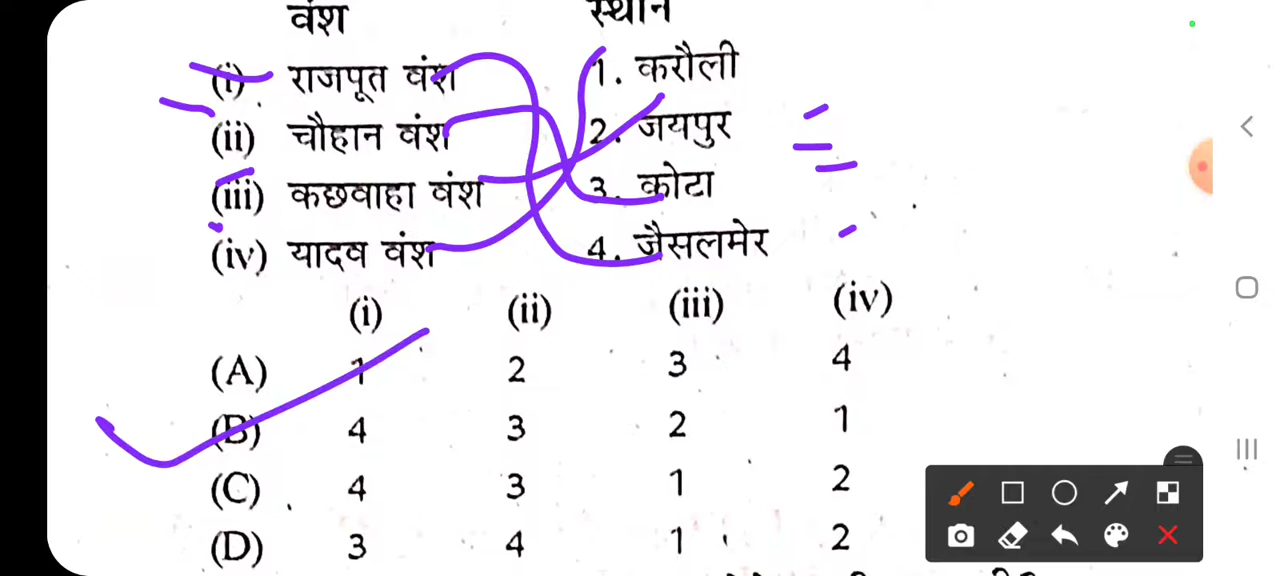 वंश स्थान
(i) राजपूत वंश 1. करौली
(ii) चौहान वंश 2. जयपुर
(iii) कछवाहा वंश 3. कोटा
(iv) यादव वंश 4. जैसलमेर
(i) (ii) (iii) (iv)
(A) 1 2 3 4
(B) 4 3 2 1
(C) 4 3 1 2
(D) 3 4 1 2